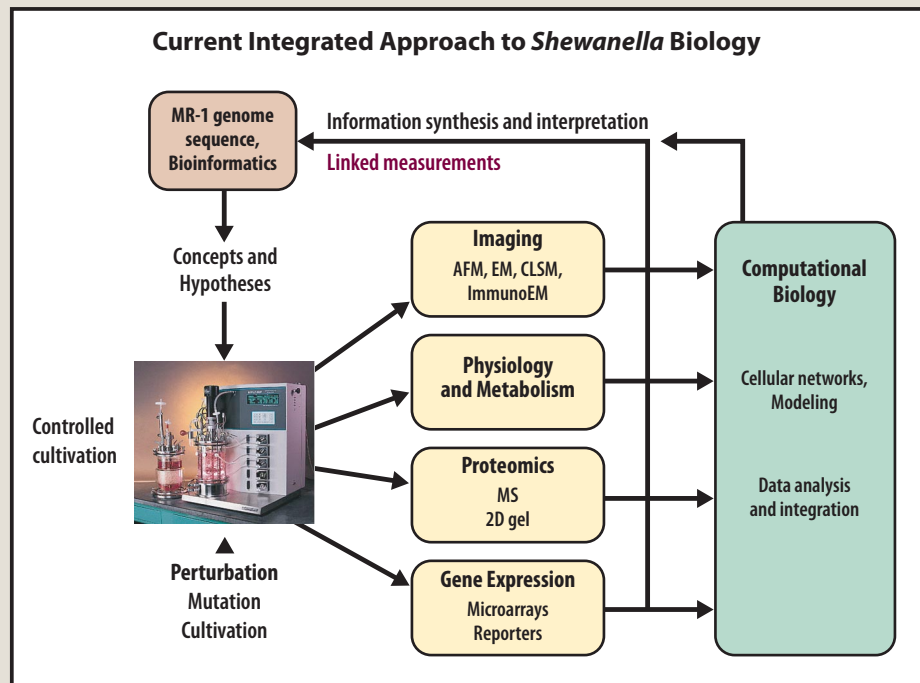 Current Integrated Approach to Shewanella Biology
MR-1 genome
sequence,
Bioinformatics
Information synthesis and interpretation
Linked measurements
Concepts and
Hypotheses
Controlled
cultivation
Perturbation
Mutation
Cultivation
Imaging
AFM, EM, CLSM,
ImmunoEM
Physiology
and Metabolism
Proteomics
MS
2D gel
Gene Expression
Microarrays
Reporters
Computational
Biology
Cellular networks,
Modeling
Data analysis
and integration